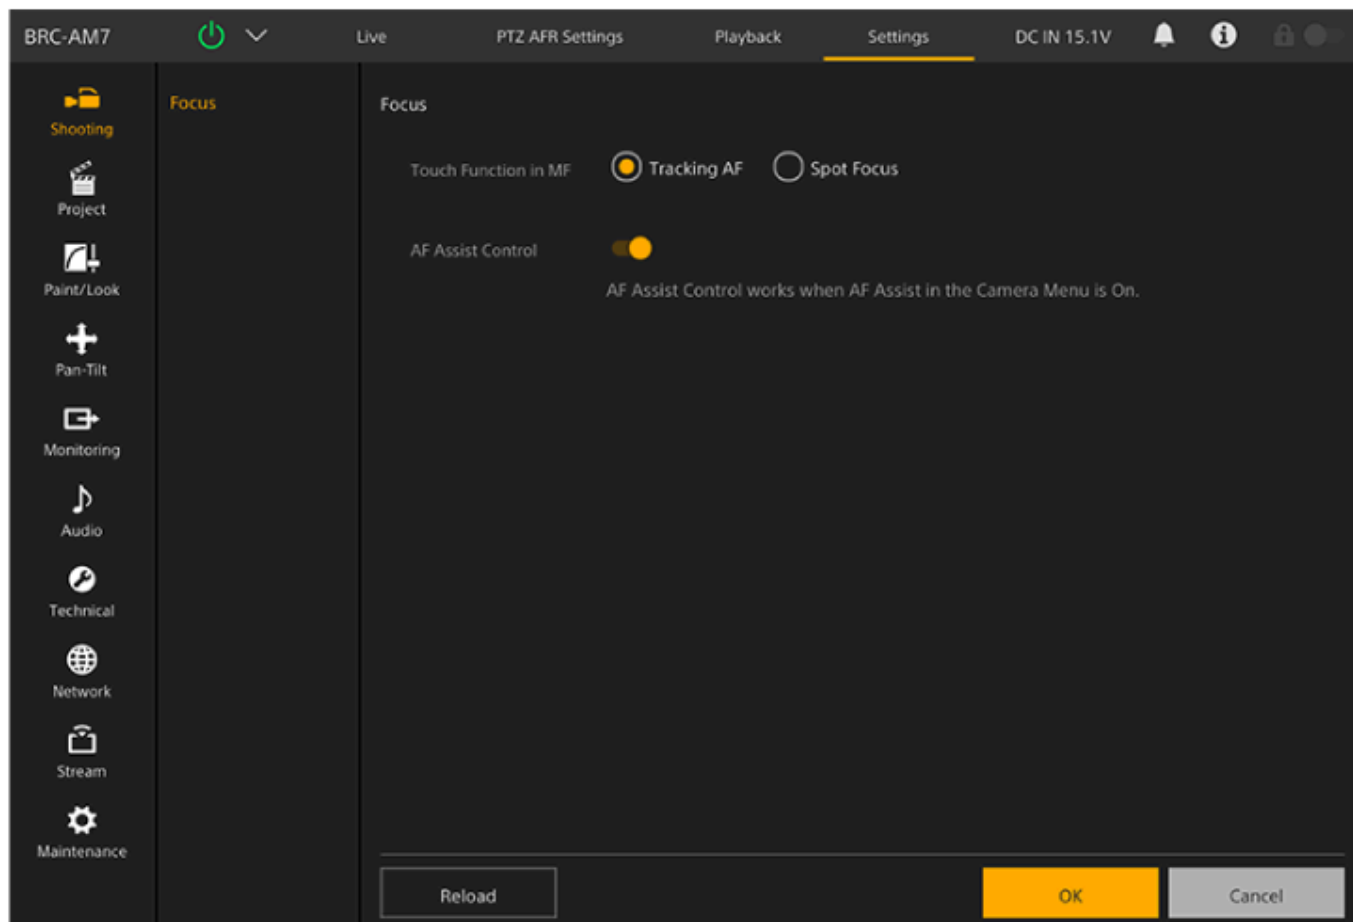 BRC-AM7 Live PTZ AFR Settings Playback Settings DC IN 15.1V
Shooting
Project
Paint/Look
Pan-Tilt
Monitoring
Audio
Technical
Network
Stream
Maintenance
Focus
Focus
Touch Function in MF Tracking AF Spot Focus
AF Assist Control
AF Assist Control works when AF Assist in the Camera Menu is On.
Reload OK Cancel